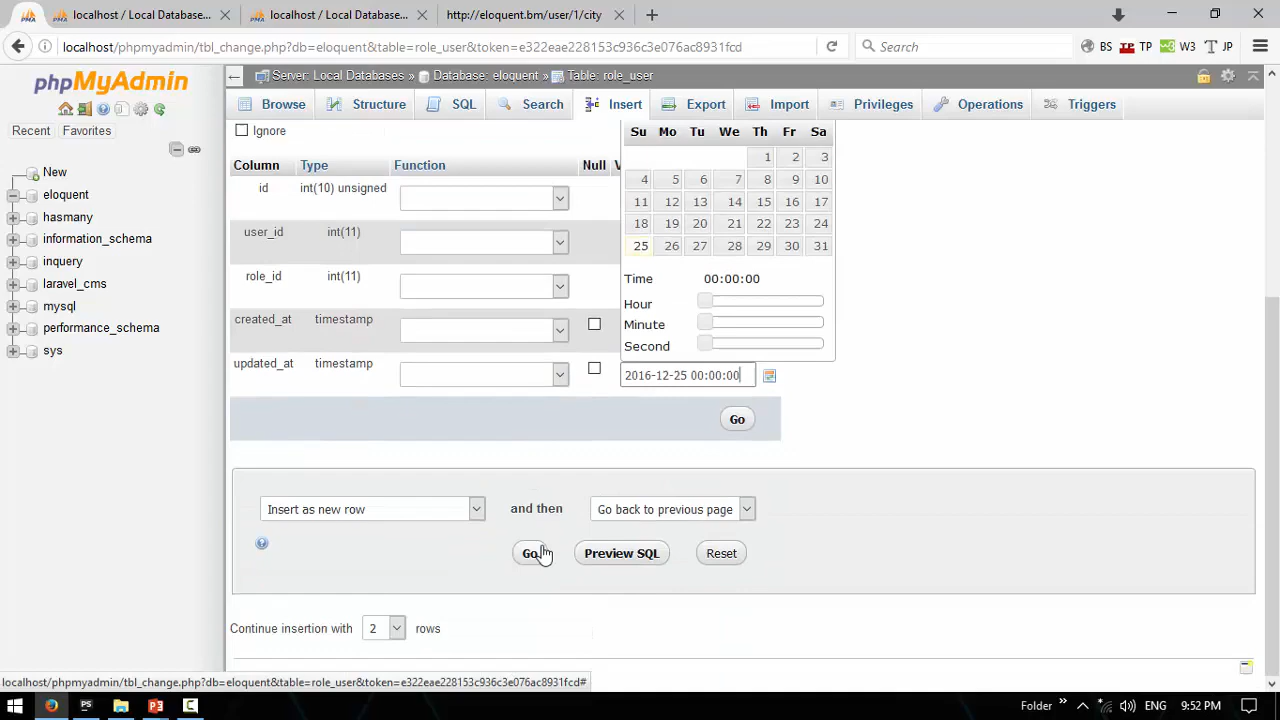 localhost / Local Database...
localhost / Local Database...
http://eloquent.bm/user/1/city
localhost/phpmyadmin/tbl_change.php?db=eloquent&table=role_user&token=e322eae228153c936c3e076ac8931fcd
Search
BS
TP
TP
W3
W3
JP
phpMyAdmin
Recent
Favorites
New
eloquent
hasmany
information_schema
inquery
laravel_cms
mysql
performance_schema
sys
Server: Local Databases » Database: eloquent » Table: role_user
Browse
Structure
SQL
Search
Insert
Export
Import
Privileges
Operations
Triggers
Ignore
Column Type Function Null
id int(10) unsigned
user_id int(11)
role_id int(11)
created_at timestamp
updated_at timestamp
Su Mo Tu We Th Fr Sa
1 2 3
4 5 6 7 8 9 10
11 12 13 14 15 16 17
18 19 20 21 22 23 24
25 26 27 28 29 30 31
Time 00:00:00
Hour
Minute
Second
2016-12-25 00:00:00
Go
Insert as new row
and then
Go back to previous page
Go
Preview SQL
Reset
Continue insertion with 2 rows
localhost/phpmyadmin/tbl_change.php?db=eloquent&table=role_user&token=e322eae228153c936c3e076ac8931fcd#
Folder
ENG
9:52 PM